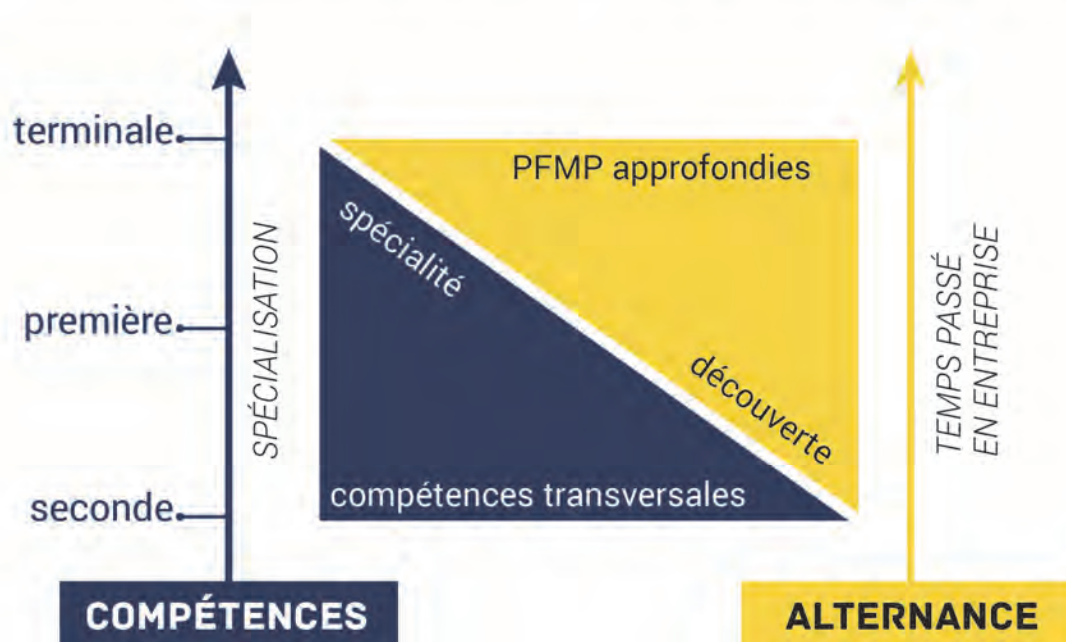 terminale
PFMP approfondies
spécialité
SPÉCIALISATION
première
TEMPS PASSÉ
EN ENTREPRISE
découverte
compétences transversales
seconde
COMPÉTENCES
ALTERNANCE